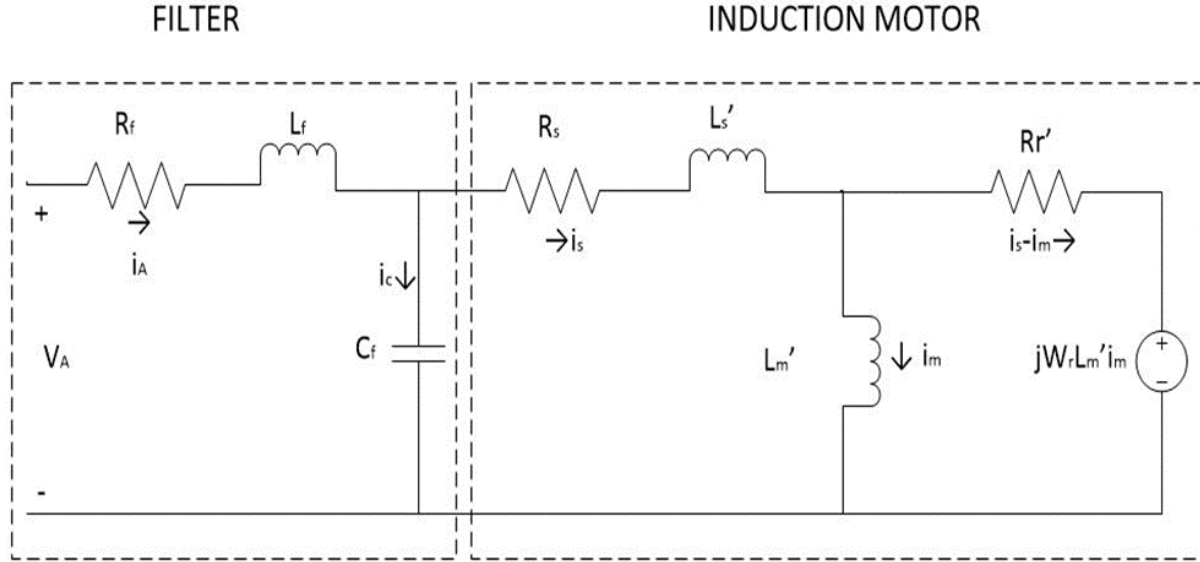 FILTER
INDUCTION MOTOR
Rf
Lf
Rs
Ls'
Rr'
+
→
iA
→is
is-im→
ic↓
VA
Cf
Lm'
↓ im
jWrLm'im
+
-
-